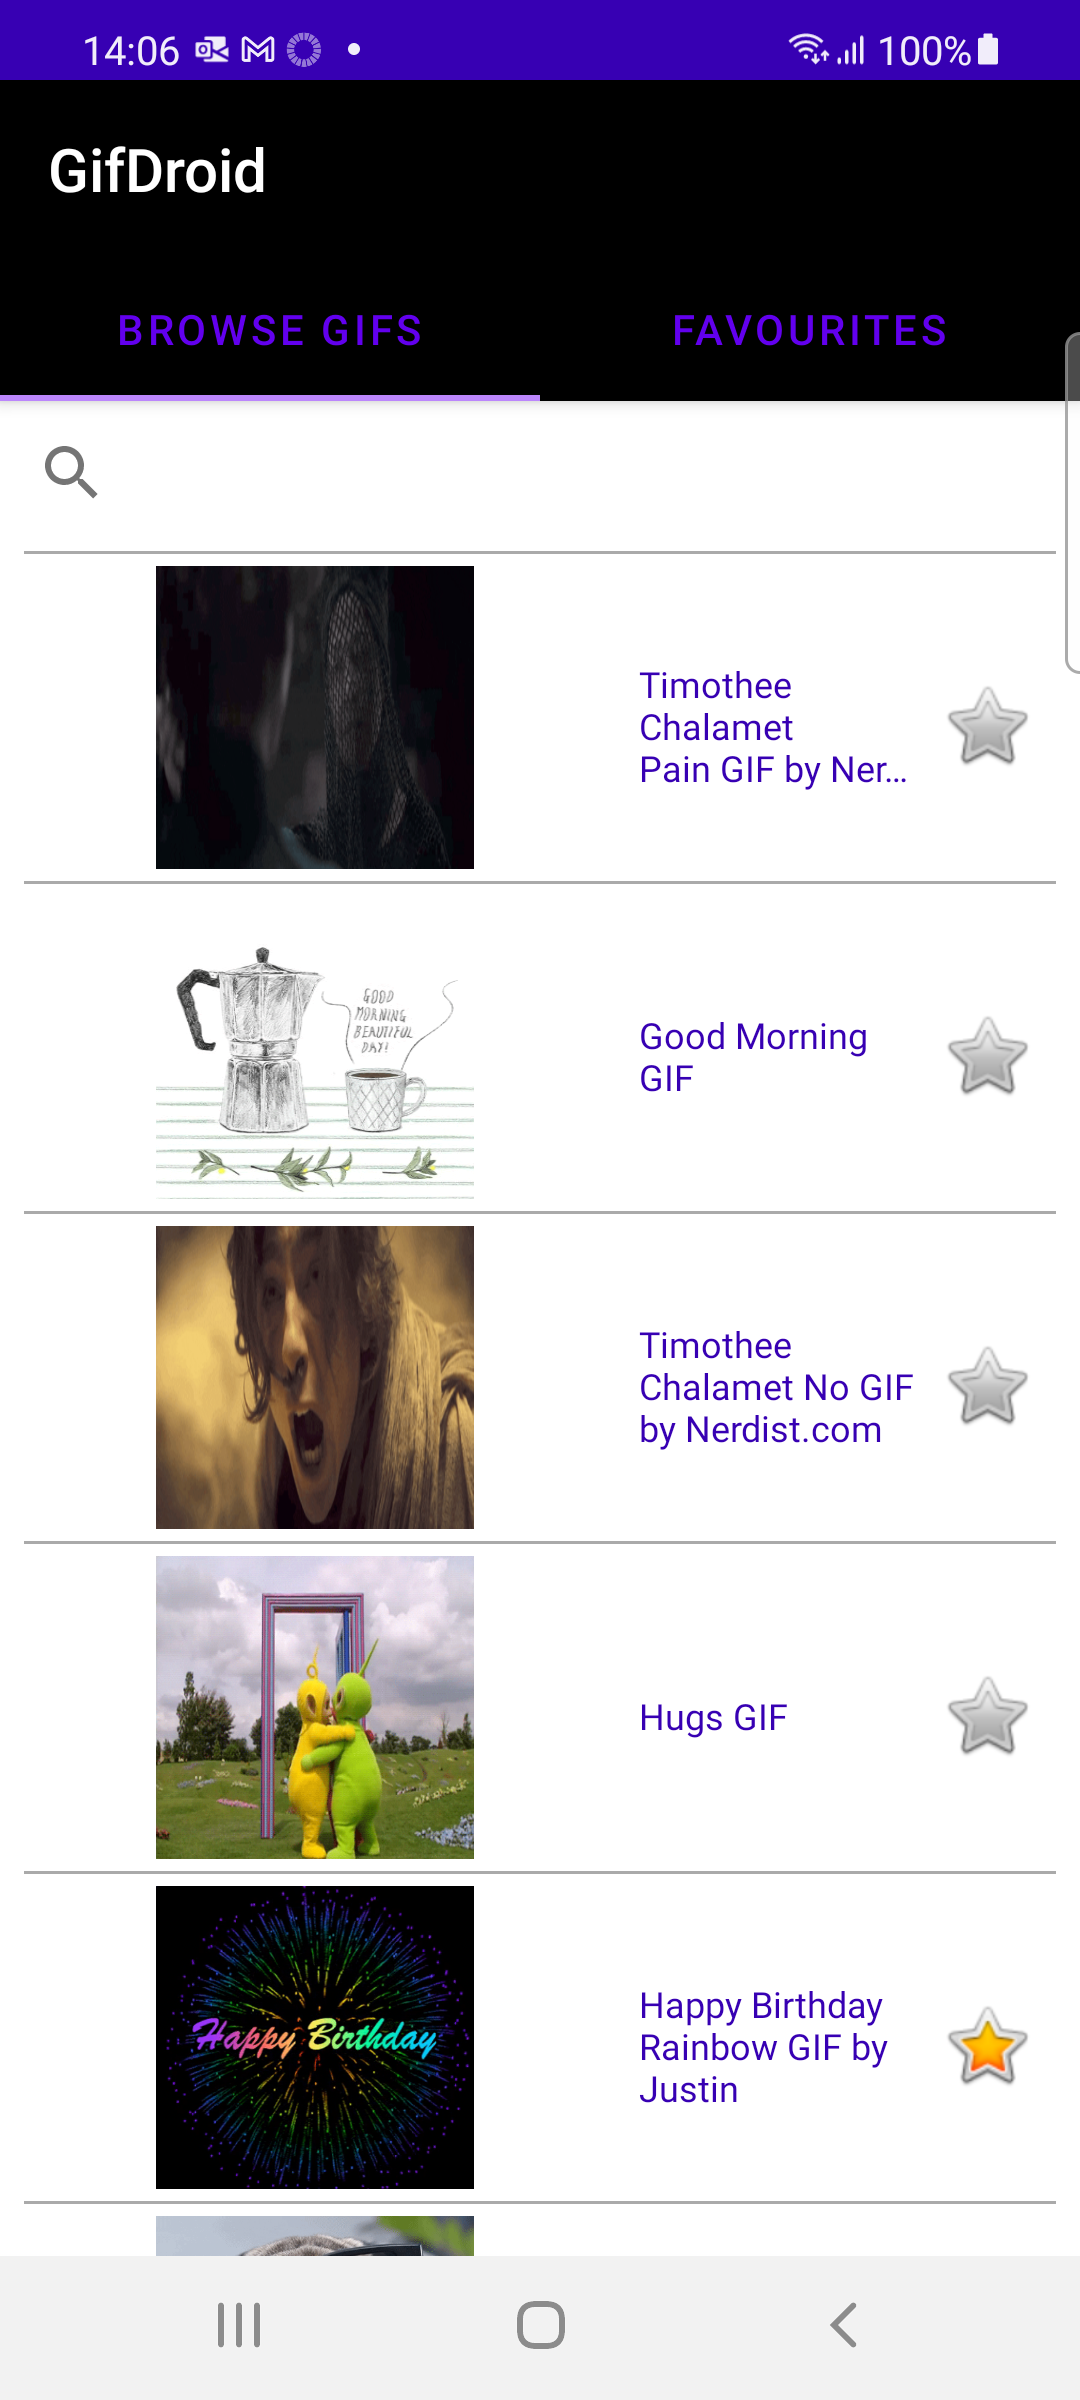 14:06
100%
GifDroid
BROWSE GIFS
FAVOURITES
Timothee
Chalamet
Pain GIF by Ner...
GOOD
MORNING
BEAUTIFUL
DAY!
Good Morning
GIF
Timothee
Chalamet No GIF
by Nerdist.com
Hugs GIF
Happy Birthday
Happy Birthday
Rainbow GIF by
Justin